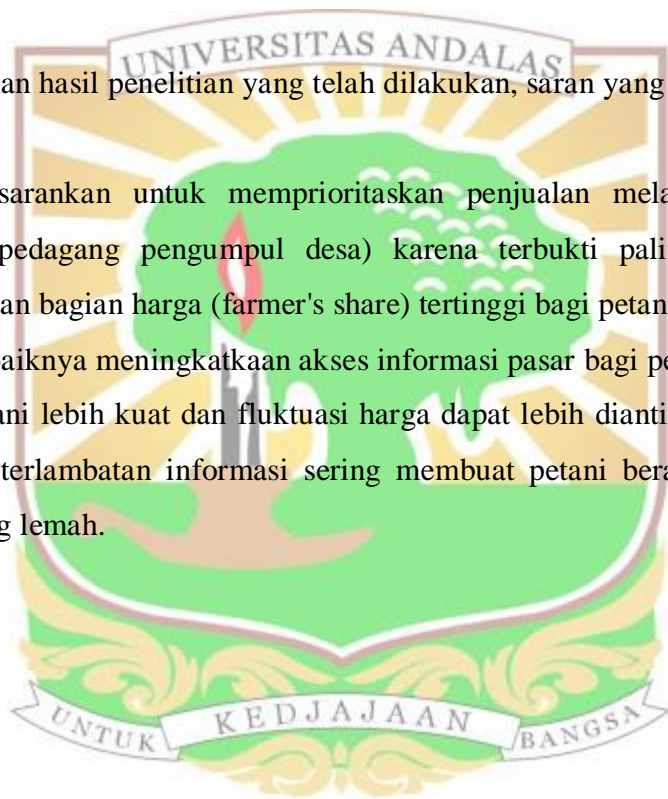 UNIVERSITAS ANDALAS
an hasil penelitian yang telah dilakukan, saran yang
sarankan untuk memprioritaskan penjualan mela
pedagang pengumpul desa) karena terbukti pali
an bagian harga (farmer's share) tertinggi bagi petan
baiknya meningkatkaan akses informasi pasar bagi pe
ani lebih kuat dan fluktuasi harga dapat lebih dianti
terlambatan informasi sering membuat petani bera
g lemah.
UNTUK KEDJAJAAN BANGSA